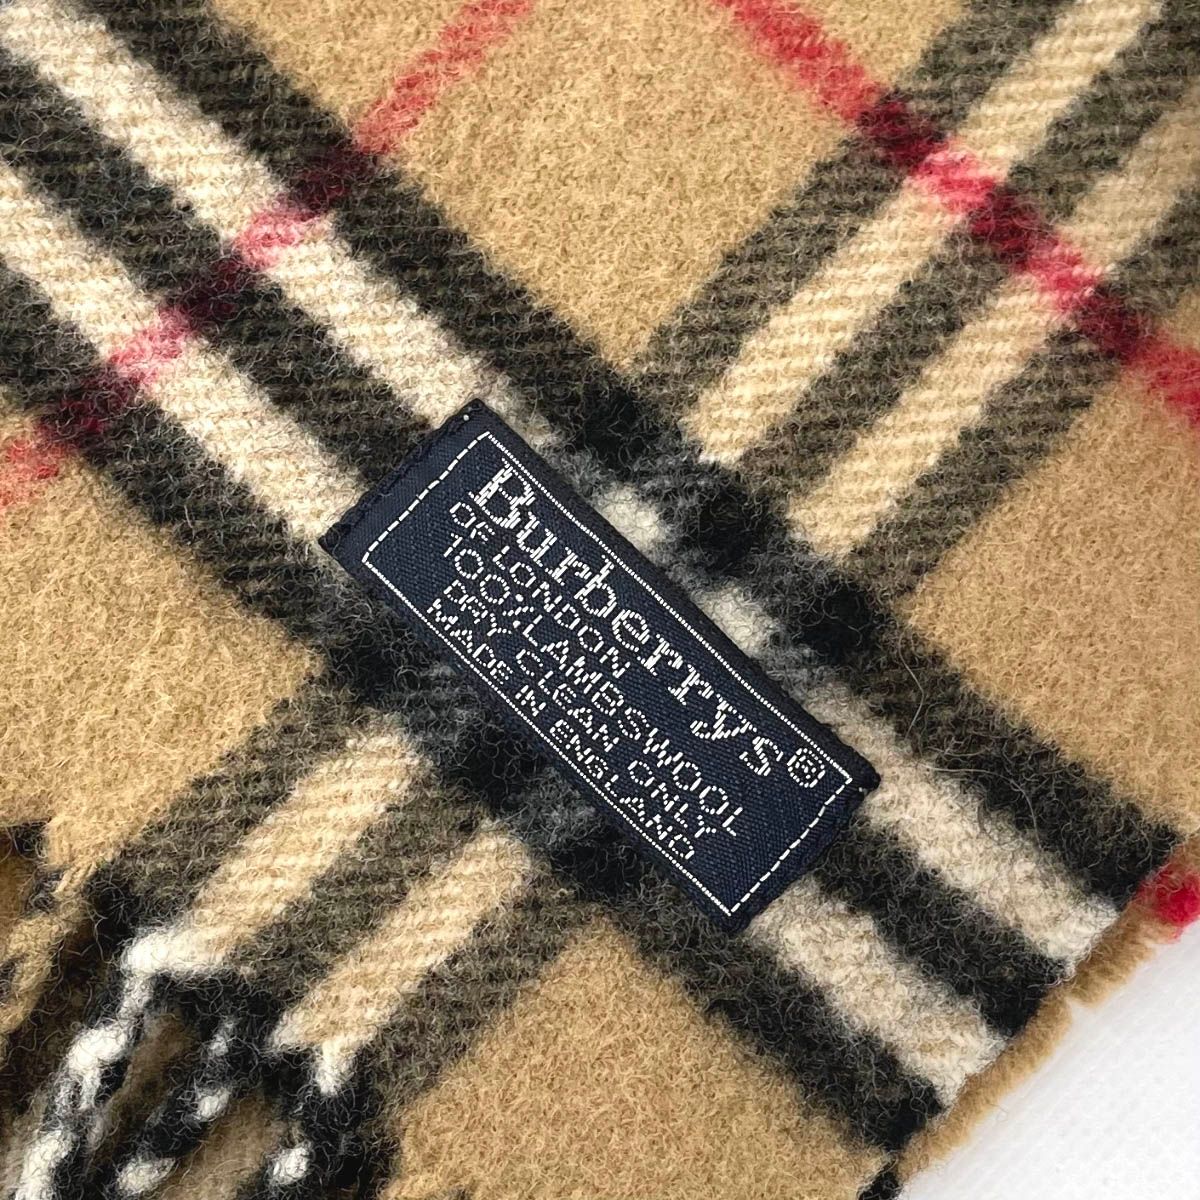 Burberrys®
OF LONDON
100%LAMBSWOOL
DRY CLEAN ONLY
MADE IN ENGLAND